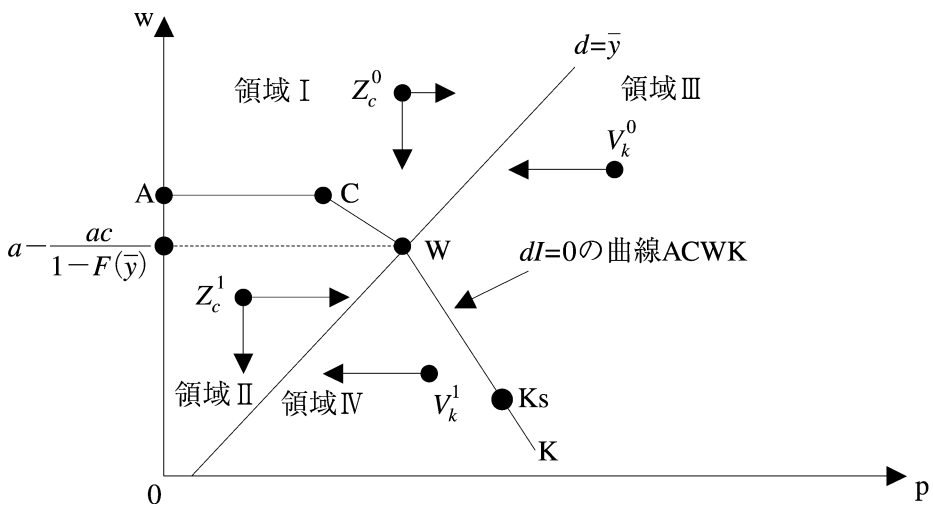 w
d=ȳ
領域Ⅰ
Z_c^0
領域Ⅲ
V_k^0
A
C
a− ac / 1−F(ȳ)
W
dI=0の曲線ACWK
Z_c^1
領域Ⅱ
領域Ⅳ
V_k^1
Ks
K
0
p